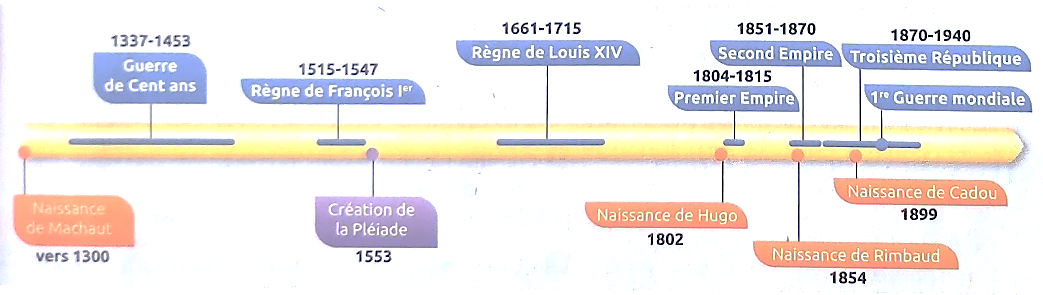 1337-1453
Guerre
de Cent ans
1515-1547
Règne de François Iᵉʳ
1661-1715
Règne de Louis XIV
1804-1815
Premier Empire
1851-1870
Second Empire
1870-1940
Troisième République
1ʳᵉ Guerre mondiale
Naissance
de Machaut
vers 1300
Création de
la Pléiade
1553
Naissance de Hugo
1802
Naissance de Rimbaud
1854
Naissance de Cadou
1899